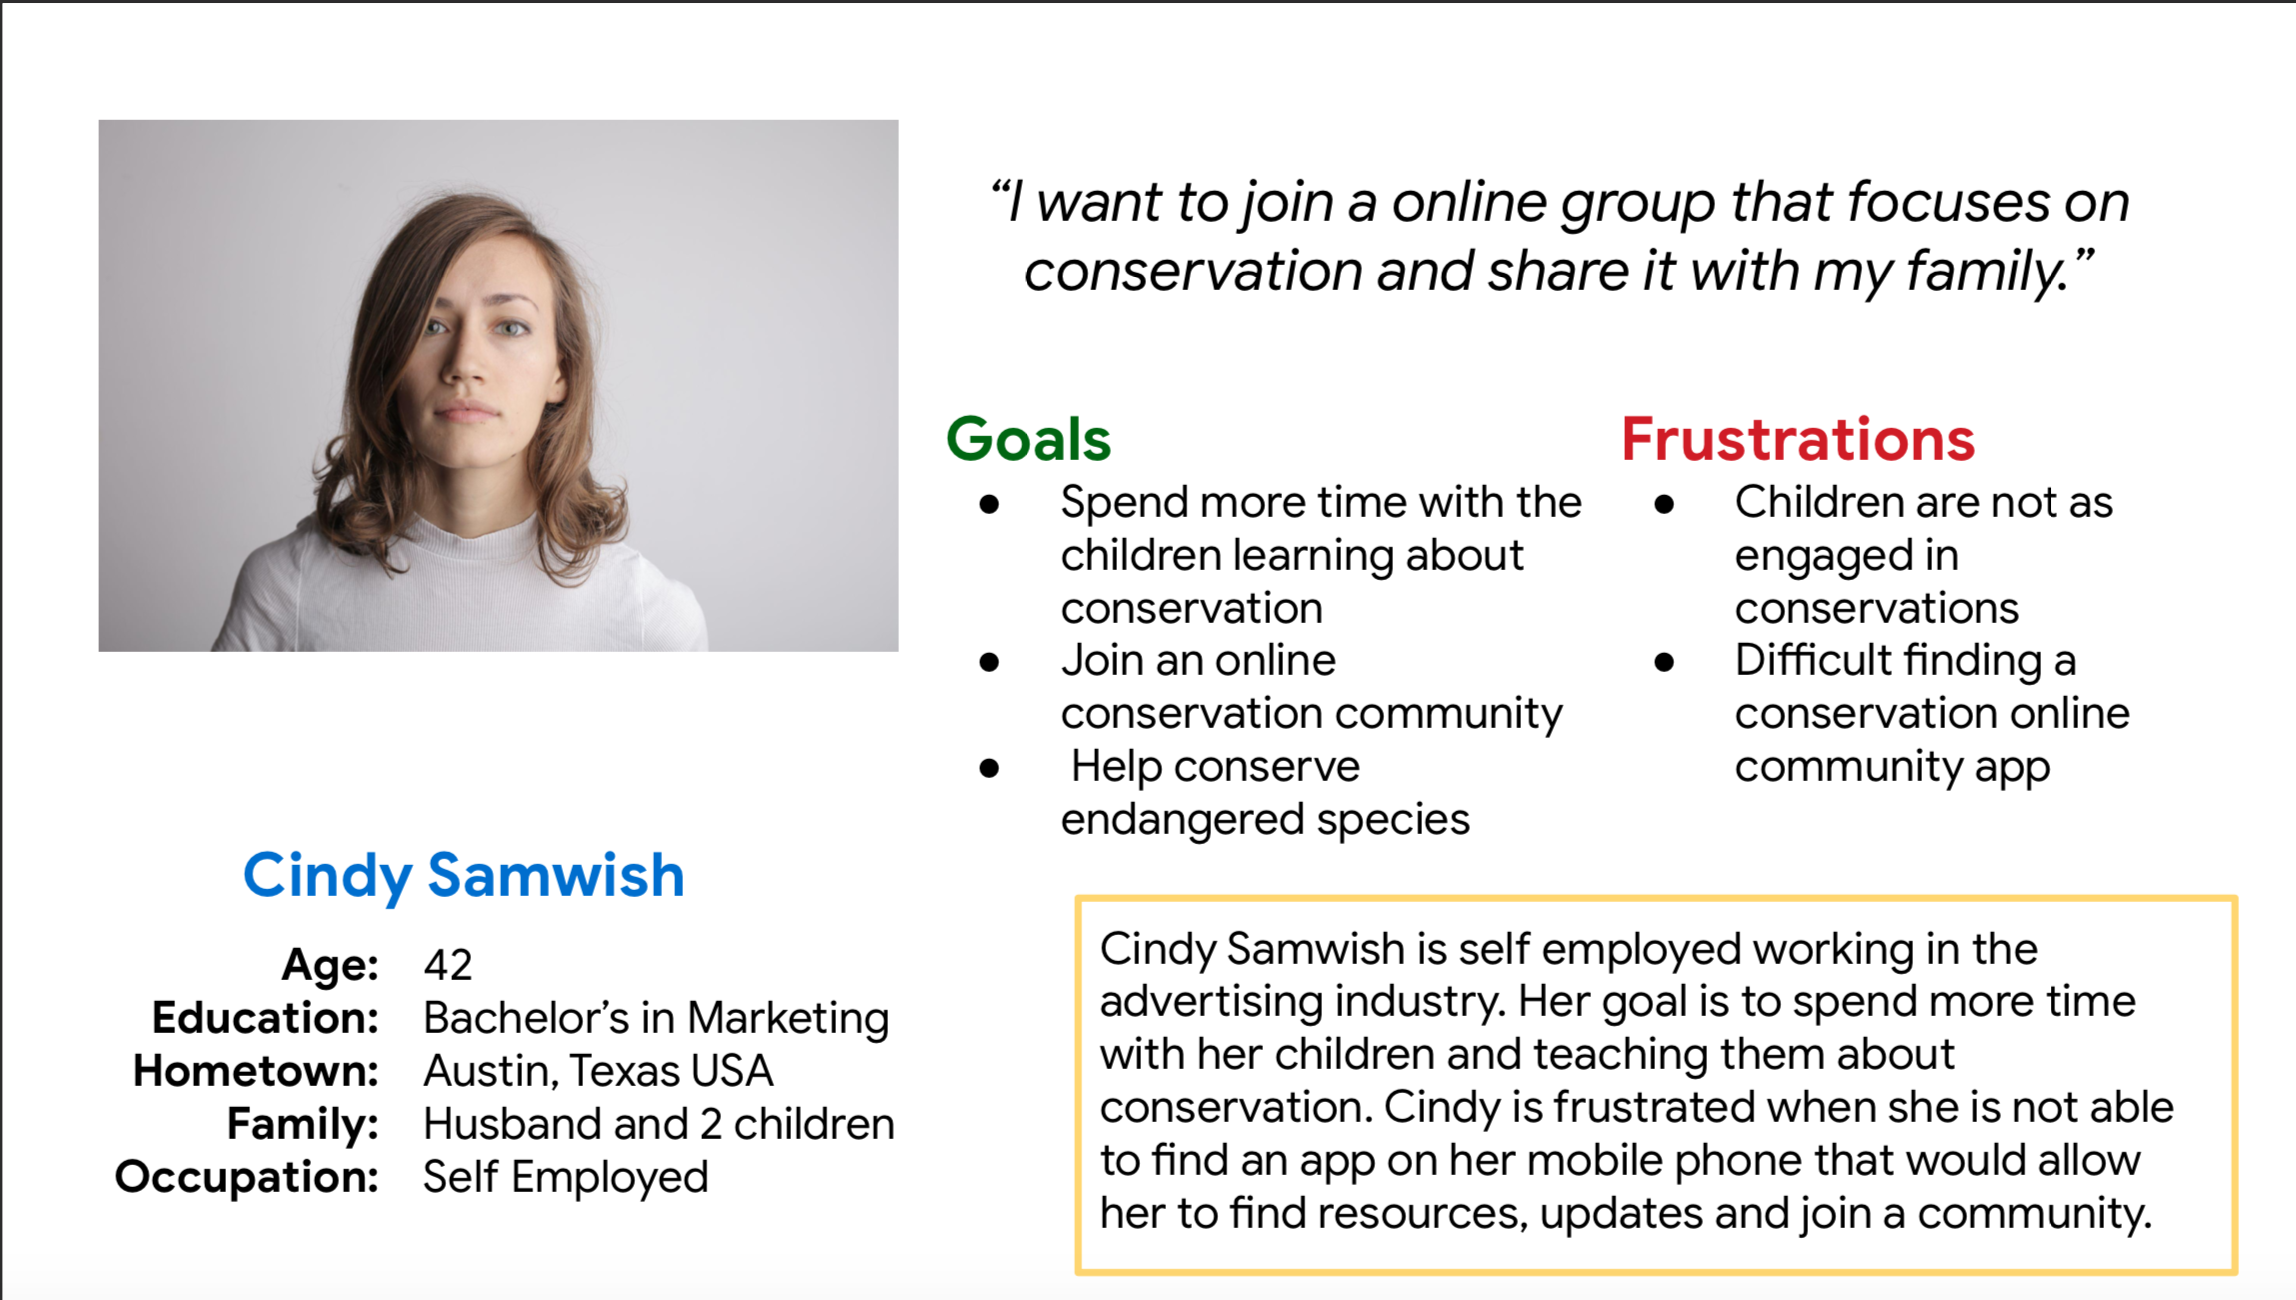 “I want to join a online group that focuses on
conservation and share it with my family.”
Goals
● Spend more time with the
children learning about
conservation
● Join an online
conservation community
● Help conserve
endangered species
Frustrations
● Children are not as
engaged in
conservations
● Difficult finding a
conservation online
community app
Cindy Samwish
Age: 42
Education: Bachelor’s in Marketing
Hometown: Austin, Texas USA
Family: Husband and 2 children
Occupation: Self Employed
Cindy Samwish is self employed working in the
advertising industry. Her goal is to spend more time
with her children and teaching them about
conservation. Cindy is frustrated when she is not able
to find an app on her mobile phone that would allow
her to find resources, updates and join a community.